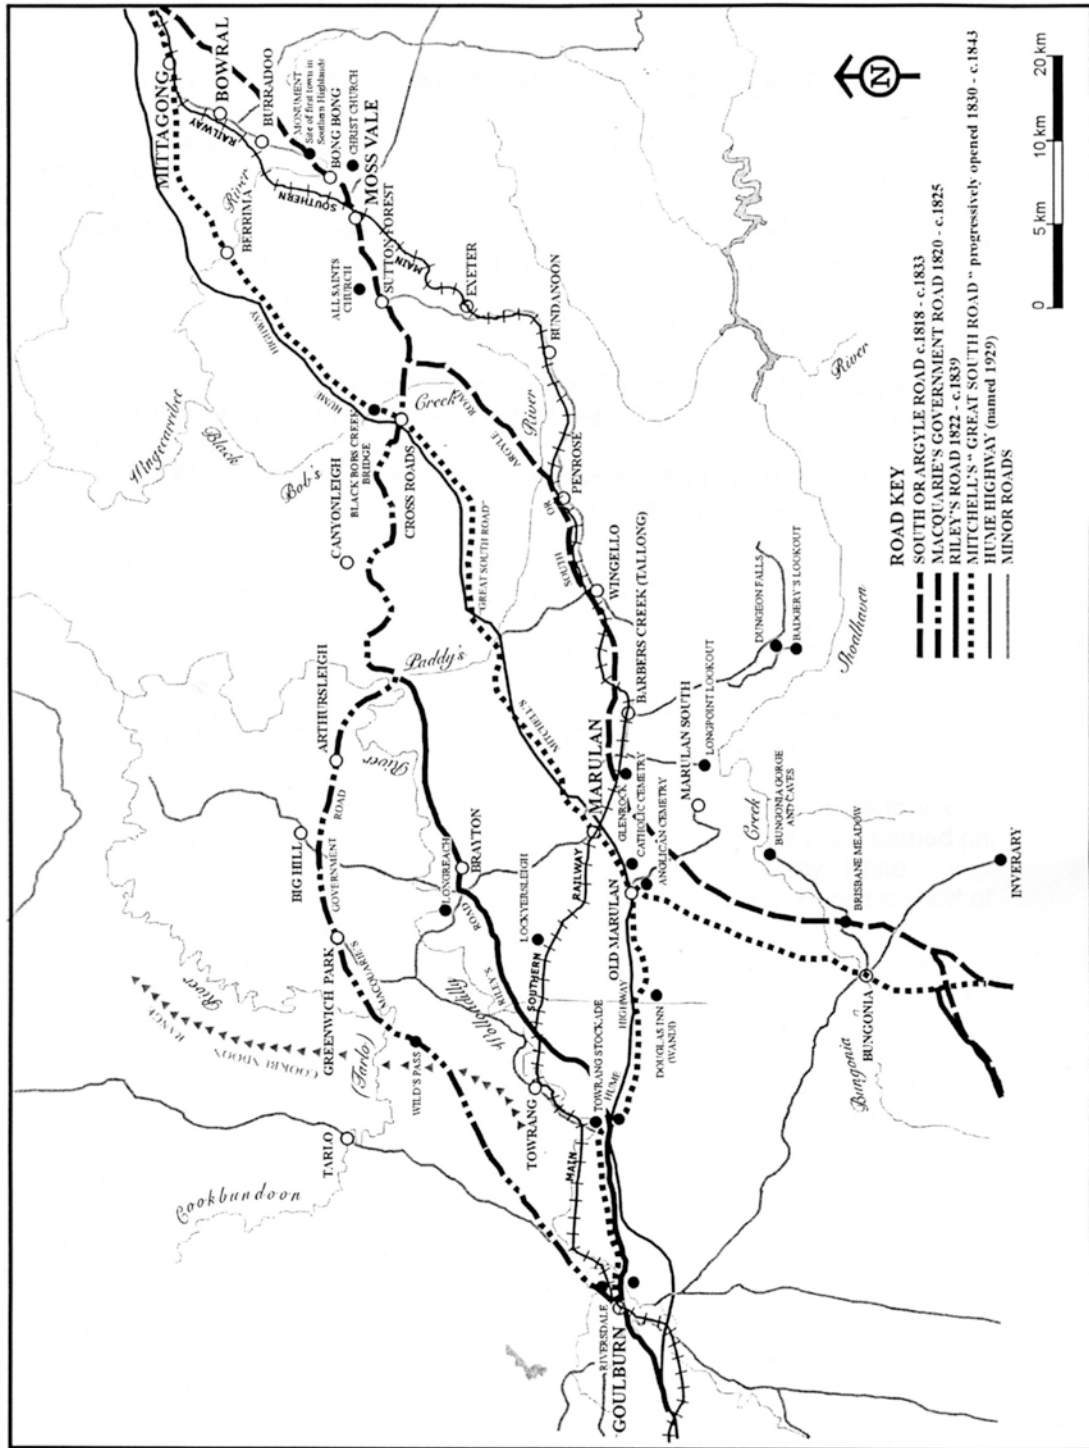 MITTAGONG
BOWRAL
RAILWAY
BURRADOO
MONUMENT
Site of first town in
Southern Highlands
BONG BONG
CHRIST CHURCH
MOSS VALE
SOUTHERN
River
BERRIMA
ALL SAINTS
CHURCH
SUTTON FOREST
MAIN
EXETER
BUNDANOON
HIGHWAY
HUME
Wingecarribee
Black
Bob's
Creek
BLACK BOBS CREEK
BRIDGE
CROSS ROADS
CANYONLEIGH
ROAD
ARGYLE
OR
SOUTH
River
PENROSE
WINGELLO
"GREAT SOUTH ROAD"
MITCHELL'S
Paddy's
River
ARTHURSLEIGH
BARBERS CREEK (TALLONG)
DUNGEON FALLS
BADGERY'S LOOKOUT
Shoalhaven
River
MARULAN
GLENROCK
CATHOLIC CEMETRY
ANGLICAN CEMETRY
MARULAN SOUTH
LONGPOINT LOOKOUT
OLD MARULAN
BIG HILL
GOVERNMENT
ROAD
MACQUARIE'S
GREENWICH PARK
LONGREACH
BRAYTON
ROAD
RILEY'S
LOCKYERSLEIGH
RAILWAY
SOUTHERN
Wollondilly
River
(Tarlo)
COOKBUNDOON
RANGE
WILD'S PASS
TOWRANG
TOWRANG STOCKADE
HUME
HIGHWAY
DOUGLAS INN
(WANDI)
Creek
BUNGONIA GORGE
AND CAVES
BRISBANE MEADOW
INVERARY
BUNGONIA
Bungonia
TARLO
Cookbundoon
MAIN
RIVERSDALE
GOULBURN
N
ROAD KEY
SOUTH OR ARGYLE ROAD c.1818 - c.1833
MACQUARIE'S GOVERNMENT ROAD 1820 - c.1825
RILEY'S ROAD 1822 - c.1839
MITCHELL'S " GREAT SOUTH ROAD " progressively opened 1830 - c.1843
HUME HIGHWAY (named 1929)
MINOR ROADS
0 5 km 10 km 20 km